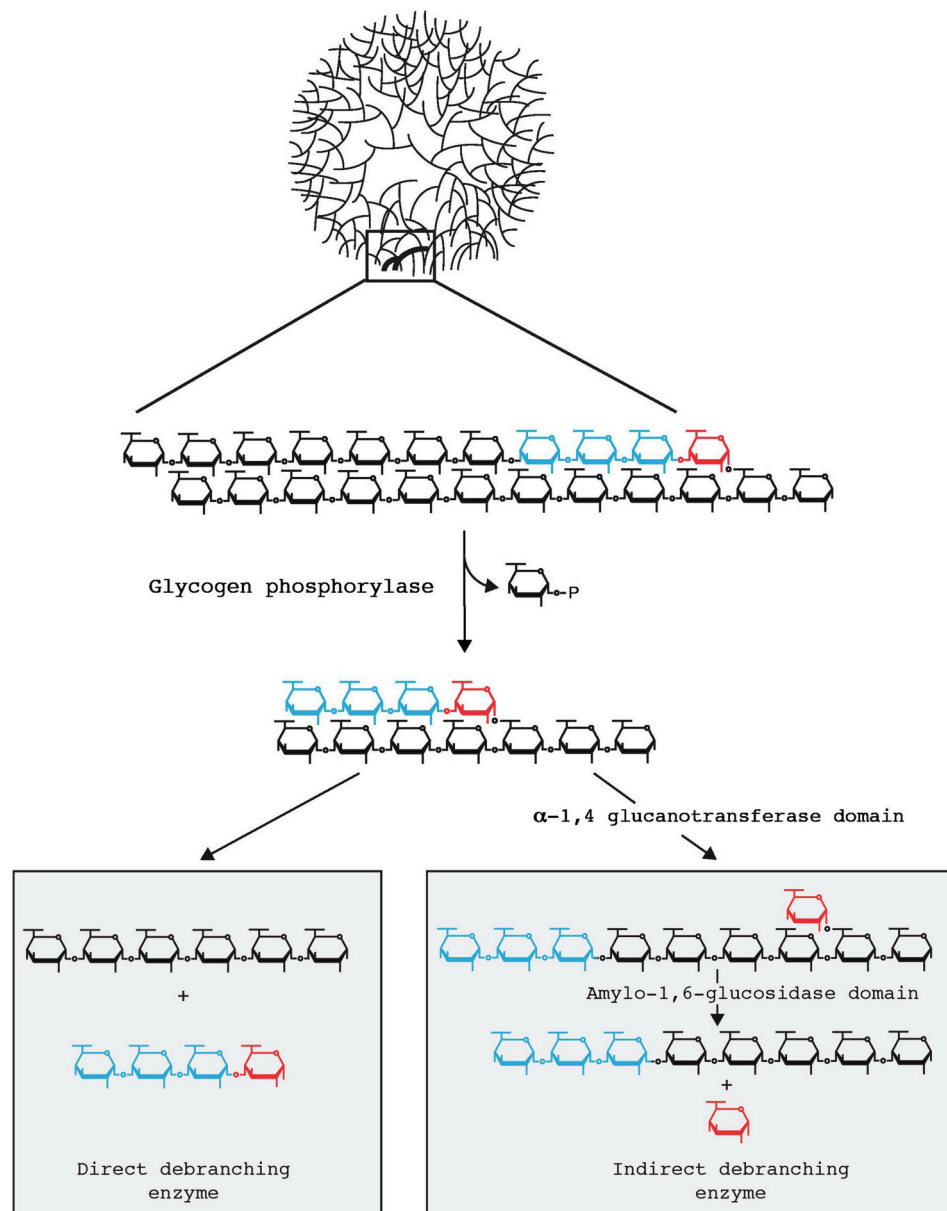 Glycogen phosphorylase
P
α-1,4 glucanotransferase domain
+
Amylo-1,6-glucosidase domain
+
Direct debranching
enzyme
Indirect debranching
enzyme